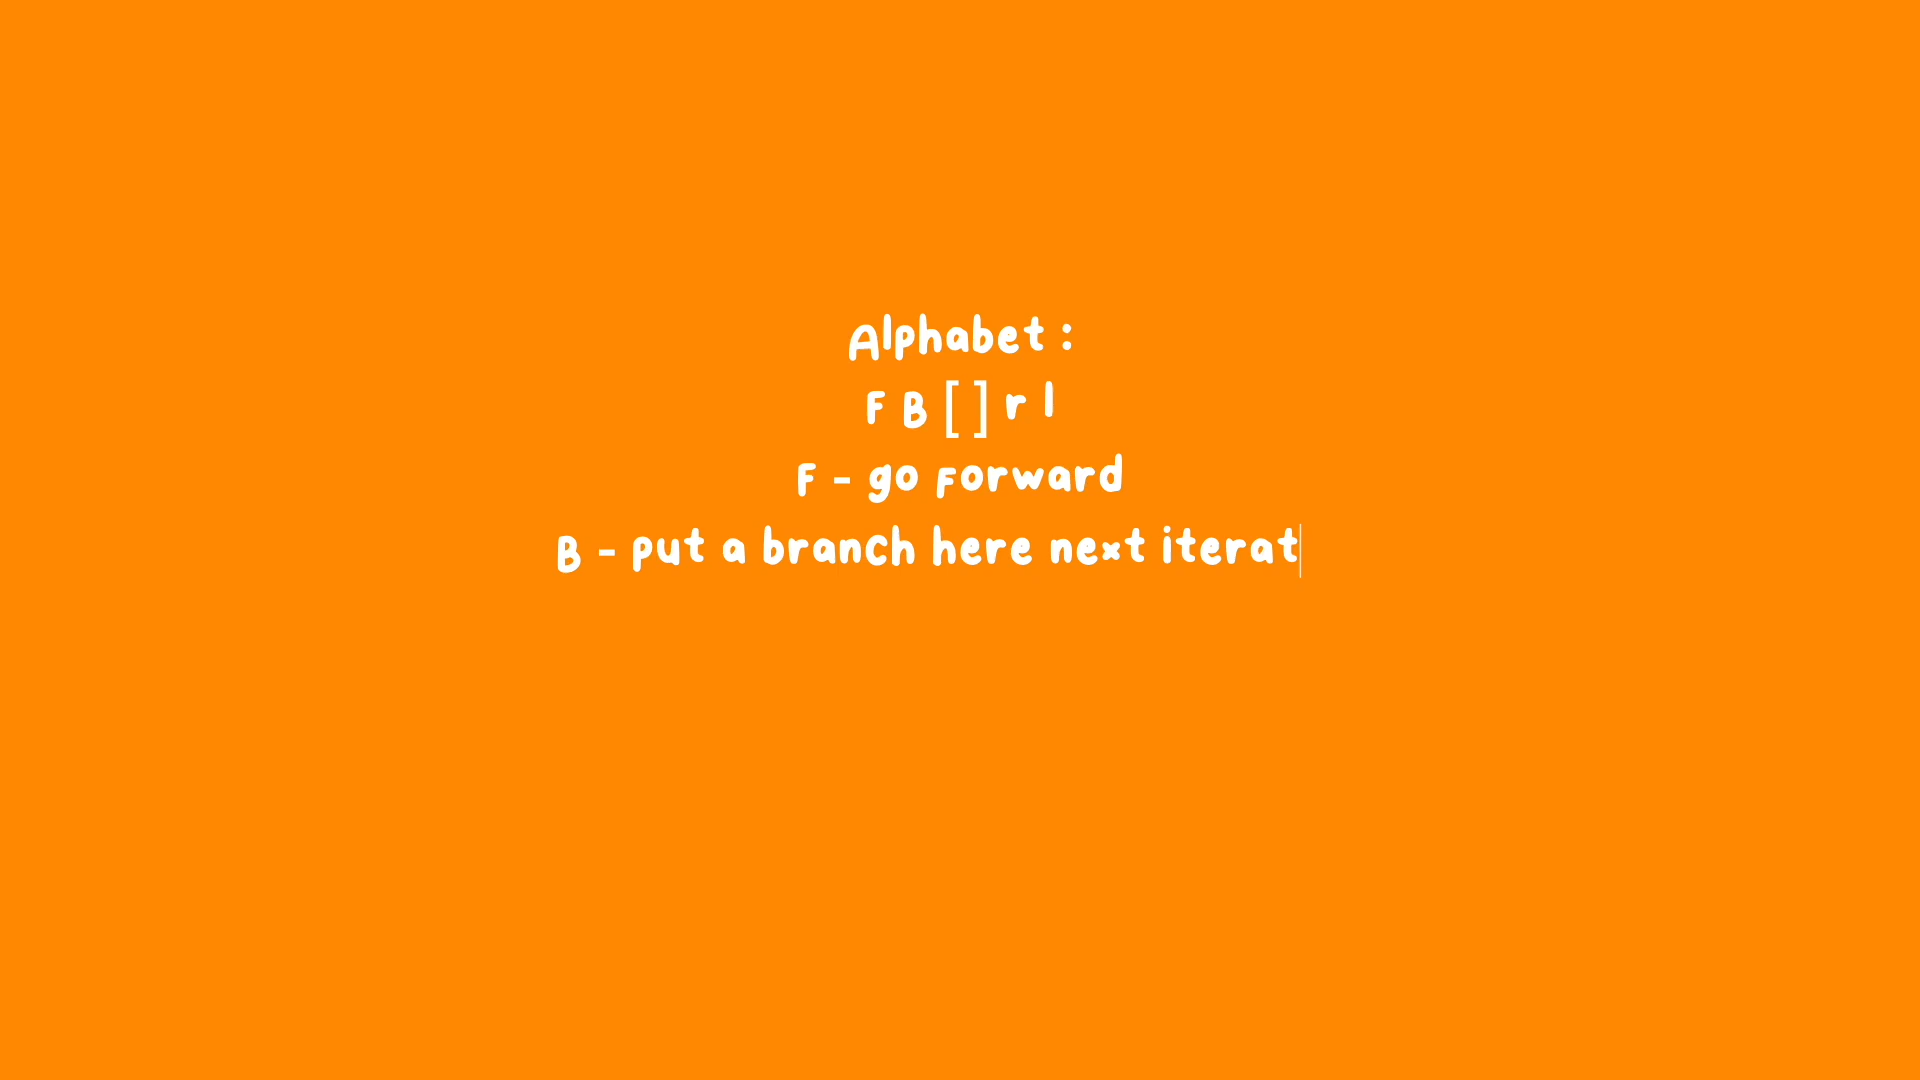 Alphabet :
F B [ ] r l
F - go forward
B - put a branch here next iterat